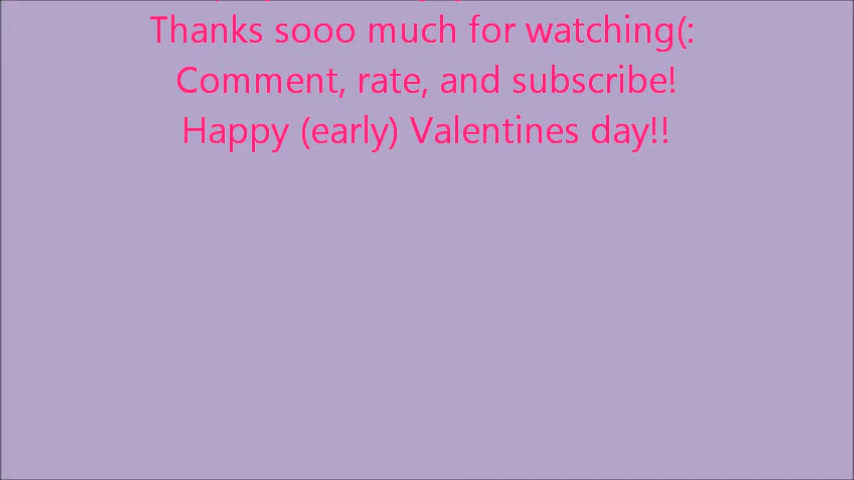 Thanks sooo much for watching(:
Comment, rate, and subscribe!
Happy (early) Valentines day!!